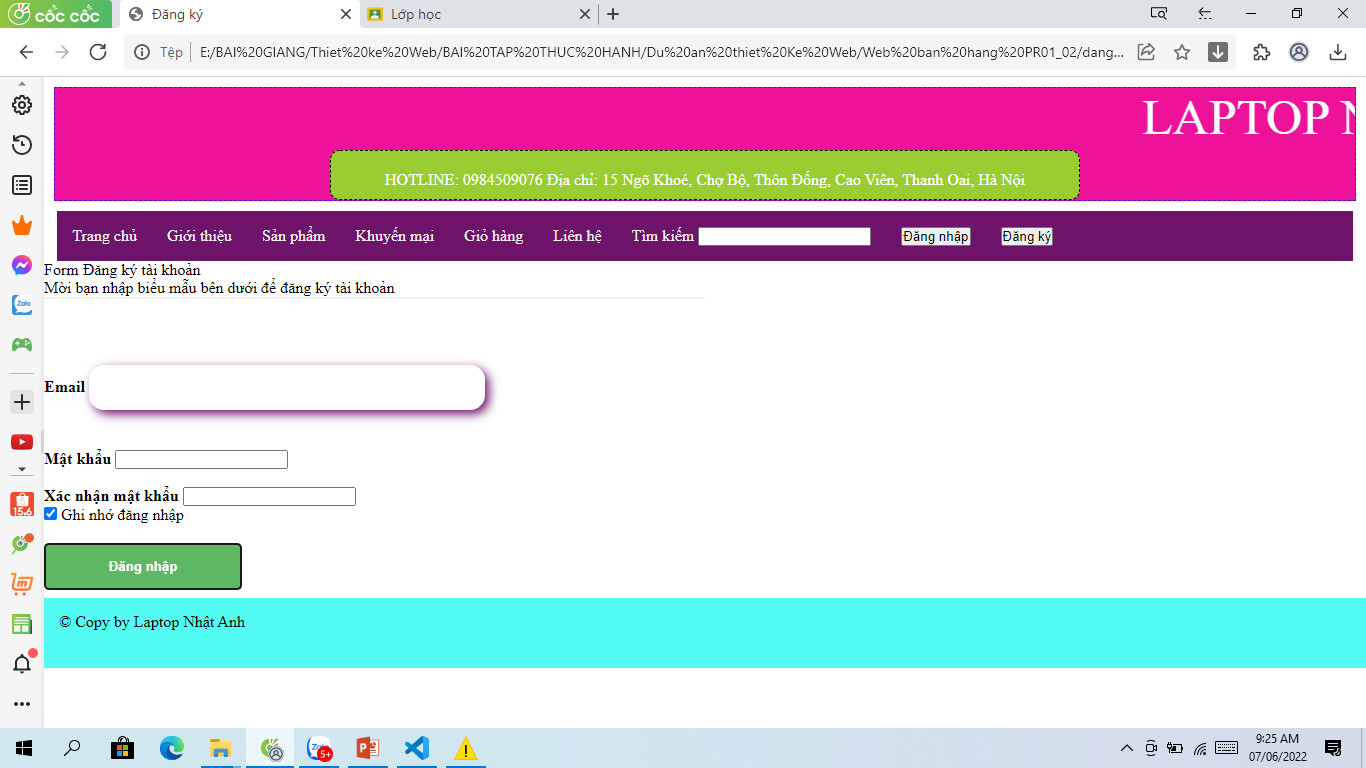 cốc cốc
Đăng ký
Lớp học
Tệp
E:/BAI%20GIANG/Thiet%20ke%20Web/BAI%20TAP%20THUC%20HANH/Du%20an%20thiet%20Ke%20Web/Web%20ban%20hang%20PR01_02/dang...
LAPTOP N
HOTLINE: 0984509076 Địa chỉ: 15 Ngõ Khoé, Chợ Bộ, Thôn Đống, Cao Viên, Thanh Oai, Hà Nội
Trang chủ Giới thiệu Sản phẩm Khuyến mại Giỏ hàng Liên hệ Tìm kiếm Đăng nhập Đăng ký
Form Đăng ký tài khoản
Mời bạn nhập biểu mẫu bên dưới để đăng ký tài khoản
Zalo
Email
Mật khẩu
Xác nhận mật khẩu
15.6
Ghi nhớ đăng nhập
Đăng nhập
© Copy by Laptop Nhật Anh
5+
9:25 AM
07/06/2022